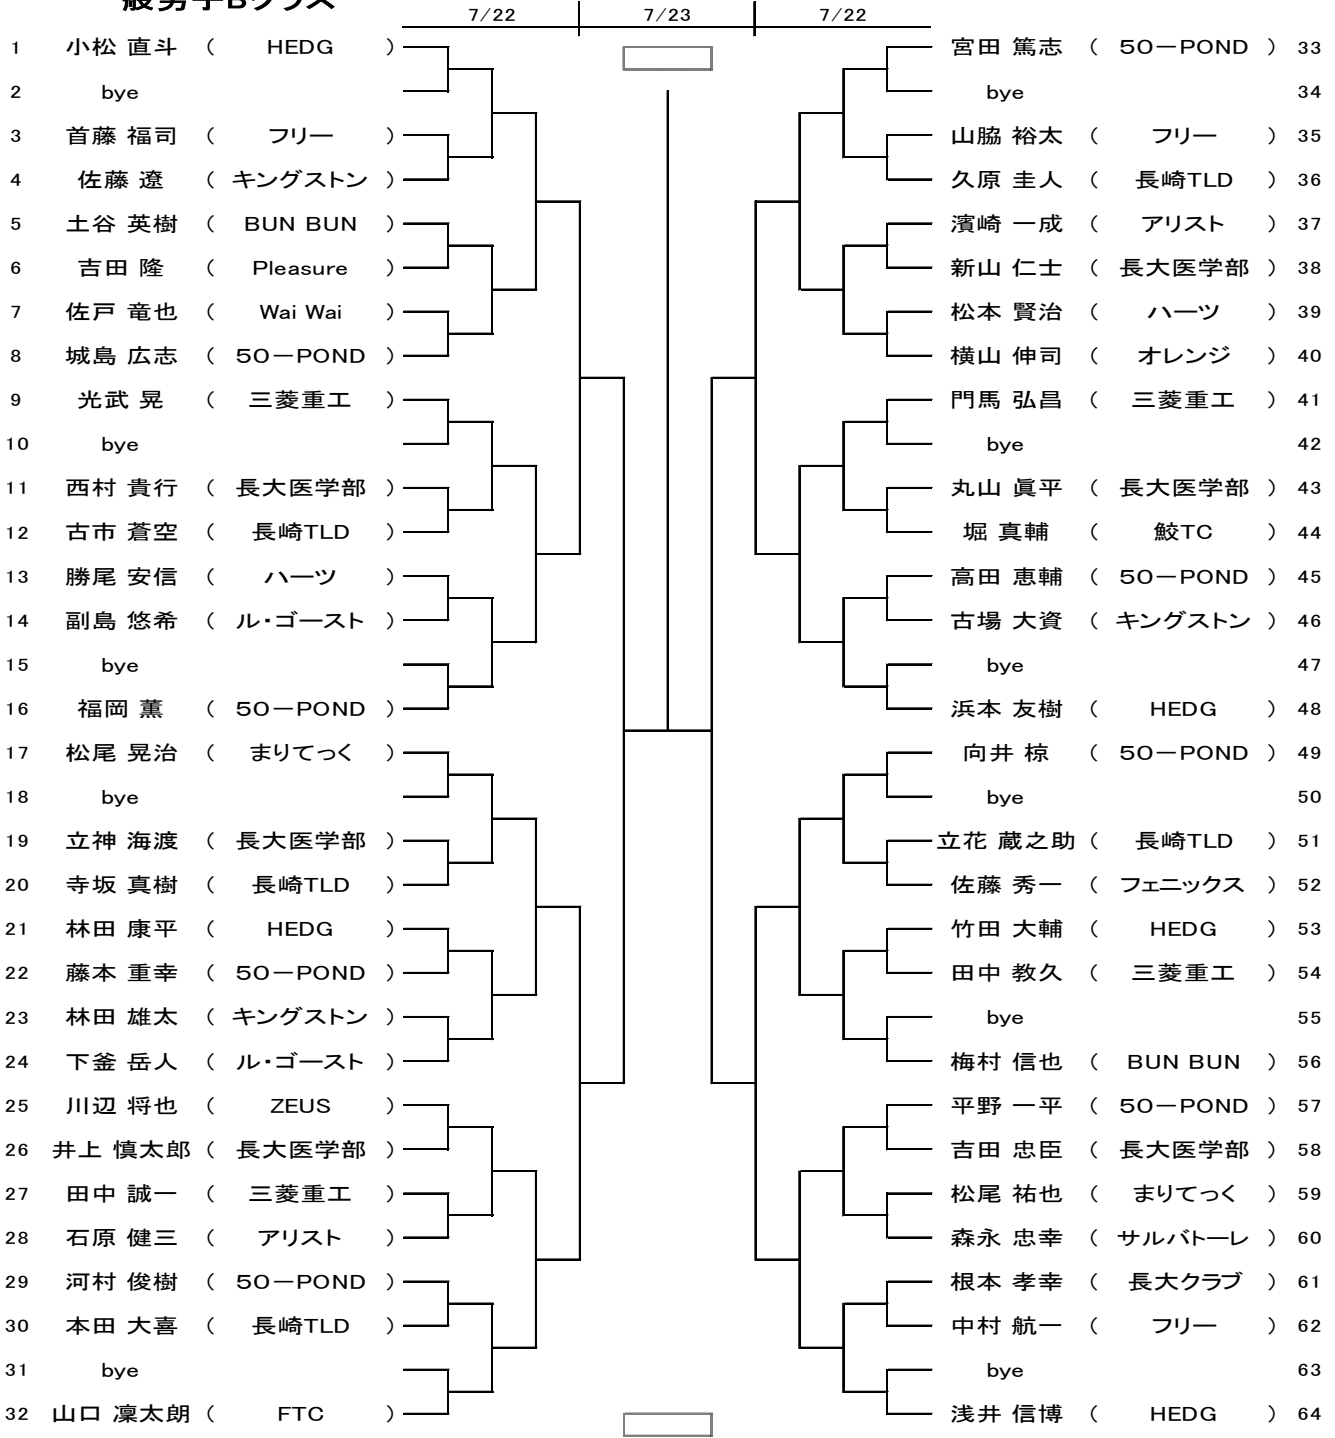 般男子Bクラス
7/22 7/23 7/22
1 小松 直斗 ( HEDG )
2 bye
3 首藤 福司 ( フリー )
4 佐藤 遼 ( キングストン )
5 土谷 英樹 ( BUN BUN )
6 吉田 隆 ( Pleasure )
7 佐戸 竜也 ( Wai Wai )
8 城島 広志 ( 50-POND )
9 光武 晃 ( 三菱重工 )
10 bye
11 西村 貴行 ( 長大医学部 )
12 古市 蒼空 ( 長崎TLD )
13 勝尾 安信 ( ハーツ )
14 副島 悠希 ( ル・ゴースト )
15 bye
16 福岡 薫 ( 50-POND )
17 松尾 晃治 ( まりてっく )
18 bye
19 立神 海渡 ( 長大医学部 )
20 寺坂 真樹 ( 長崎TLD )
21 林田 康平 ( HEDG )
22 藤本 重幸 ( 50-POND )
23 林田 雄太 ( キングストン )
24 下釜 岳人 ( ル・ゴースト )
25 川辺 将也 ( ZEUS )
26 井上 慎太郎 ( 長大医学部 )
27 田中 誠一 ( 三菱重工 )
28 石原 健三 ( アリスト )
29 河村 俊樹 ( 50-POND )
30 本田 大喜 ( 長崎TLD )
31 bye
32 山口 凜太朗 ( FTC )
宮田 篤志 ( 50-POND ) 33
bye 34
山脇 裕太 ( フリー ) 35
久原 圭人 ( 長崎TLD ) 36
濱崎 一成 ( アリスト ) 37
新山 仁士 ( 長大医学部 ) 38
松本 賢治 ( ハーツ ) 39
横山 伸司 ( オレンジ ) 40
門馬 弘昌 ( 三菱重工 ) 41
bye 42
丸山 眞平 ( 長大医学部 ) 43
堀 真輔 ( 鮫TC ) 44
高田 恵輔 ( 50-POND ) 45
古場 大資 ( キングストン ) 46
bye 47
浜本 友樹 ( HEDG ) 48
向井 椋 ( 50-POND ) 49
bye 50
立花 蔵之助 ( 長崎TLD ) 51
佐藤 秀一 ( フェニックス ) 52
竹田 大輔 ( HEDG ) 53
田中 教久 ( 三菱重工 ) 54
bye 55
梅村 信也 ( BUN BUN ) 56
平野 一平 ( 50-POND ) 57
吉田 忠臣 ( 長大医学部 ) 58
松尾 祐也 ( まりてっく ) 59
森永 忠幸 ( サルバトーレ ) 60
根本 孝幸 ( 長大クラブ ) 61
中村 航一 ( フリー ) 62
bye 63
浅井 信博 ( HEDG ) 64